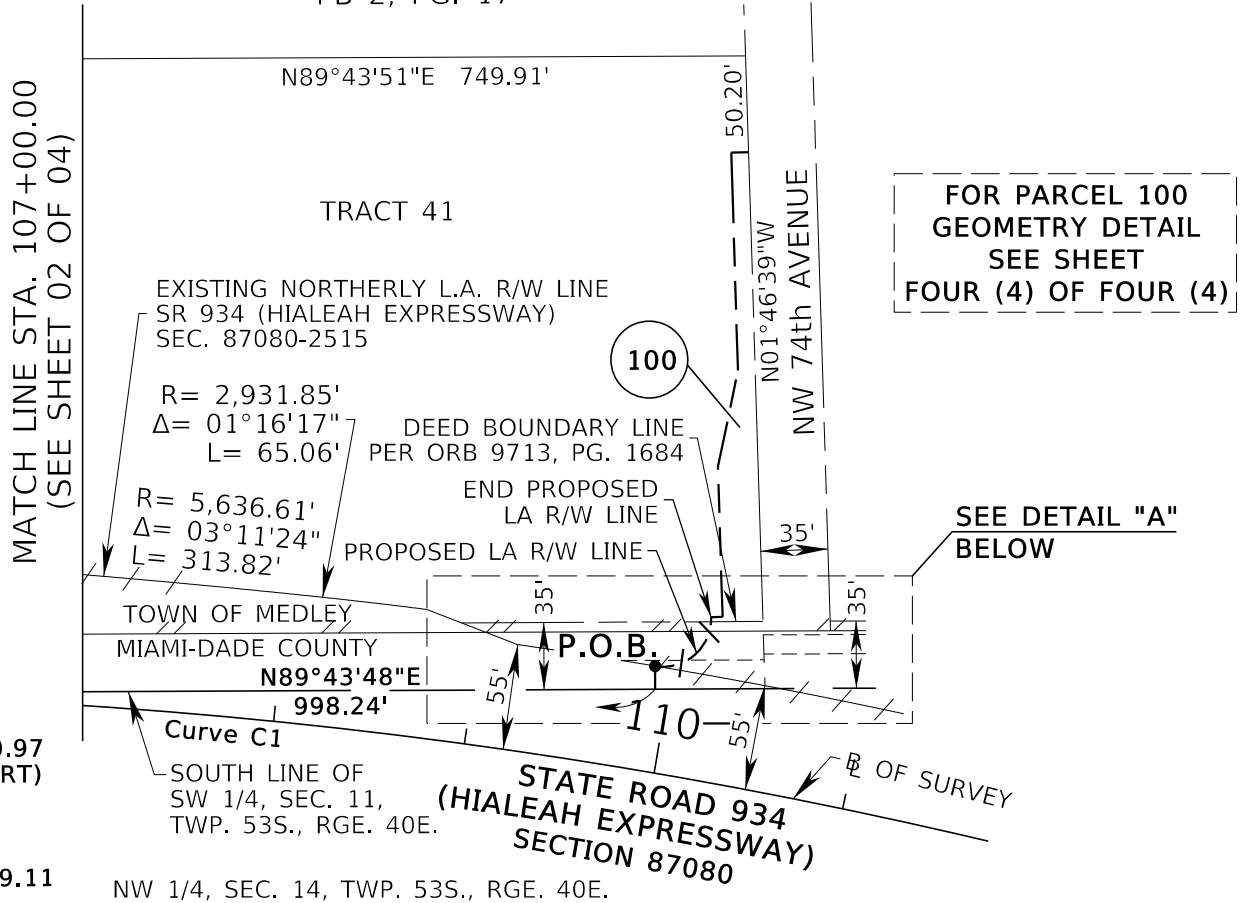 N89°43'51"E 749.91'
50.20'
MATCH LINE STA. 107+00.00
(SEE SHEET 02 OF 04)
TRACT 41
N01°46'39"W
NW 74th AVENUE
FOR PARCEL 100
GEOMETRY DETAIL
SEE SHEET
FOUR (4) OF FOUR (4)
EXISTING NORTHERLY L.A. R/W LINE
SR 934 (HIALEAH EXPRESSWAY)
SEC. 87080-2515
100
R= 2,931.85'
Δ= 01°16'17"
L= 65.06'
DEED BOUNDARY LINE
PER ORB 9713, PG. 1684
R= 5,636.61'
Δ= 03°11'24"
L= 313.82'
END PROPOSED
LA R/W LINE
PROPOSED LA R/W LINE
35'
SEE DETAIL "A"
BELOW
TOWN OF MEDLEY
35'
35'
MIAMI-DADE COUNTY
P.O.B.
N89°43'48"E
998.24'
55'
110
55'
Curve C1
SOUTH LINE OF
SW 1/4, SEC. 11,
TWP. 53S., RGE. 40E.
STATE ROAD 934
(HIALEAH EXPRESSWAY)
SECTION 87080
BL OF SURVEY
.97
RT)
9.11
NW 1/4, SEC. 14, TWP. 53S., RGE. 40E.